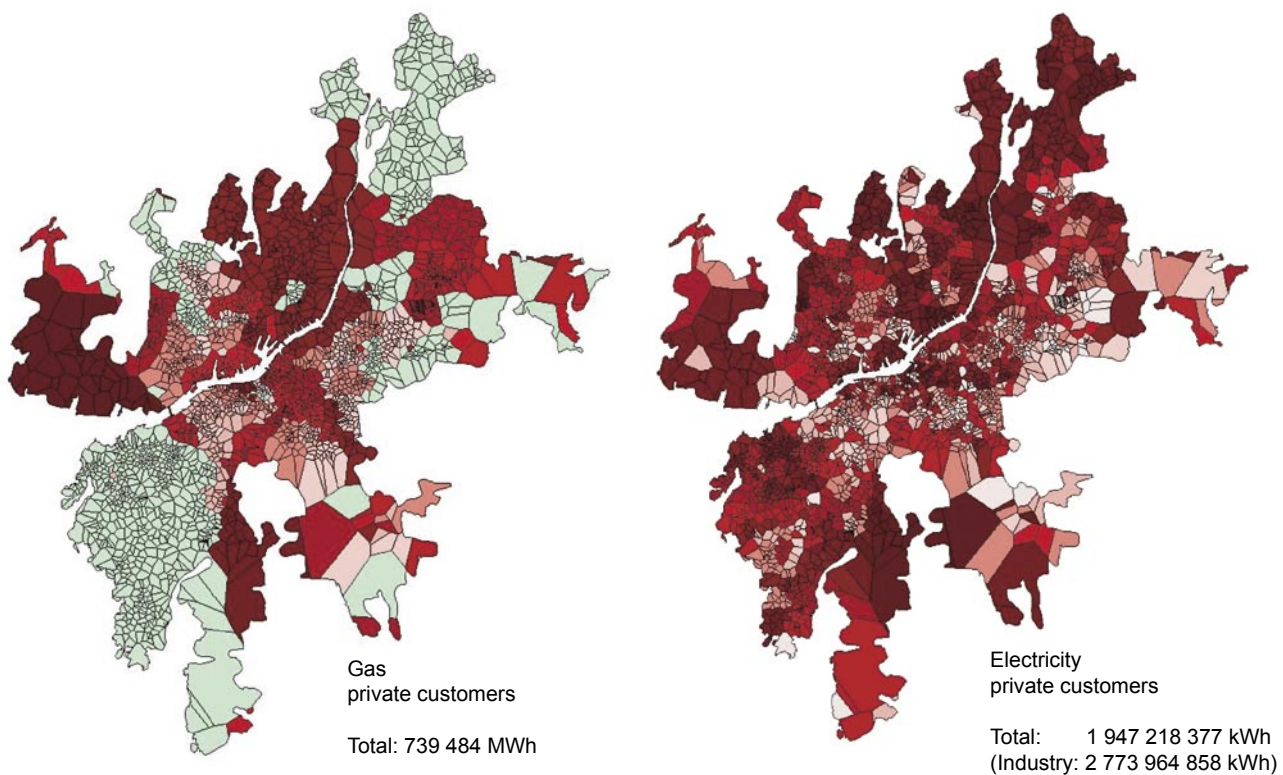 Gas
private customers
Total: 739 484 MWh
Electricity
private customers
Total: 1 947 218 377 kWh
(Industry: 2 773 964 858 kWh)